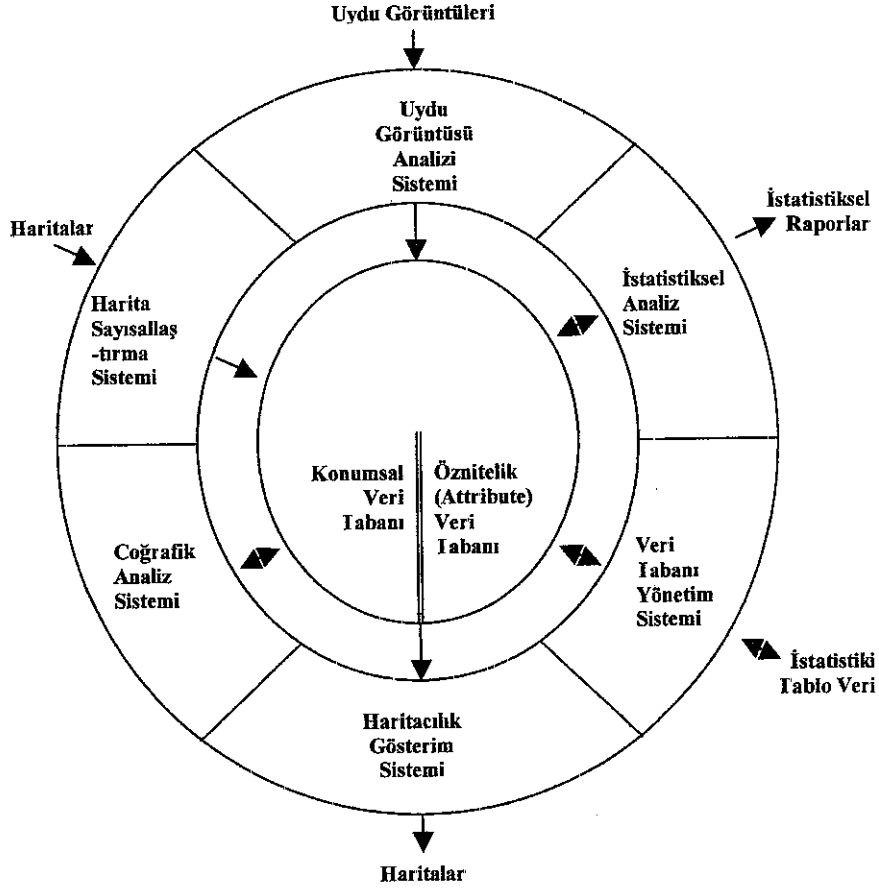 Uydu Görüntüleri
Uydu
Görüntüsü
Analizi
Sistemi
Haritalar
İstatistiksel
Raporlar
Harita
Sayısallaş
-tırma
Sistemi
İstatistiksel
Analiz
Sistemi
Konumsal
Veri
Tabanı
Öznitelik
(Attribute)
Veri
Tabanı
Coğrafik
Analiz
Sistemi
Veri
Tabanı
Yönetim
Sistemi
İstatistiki
Tablo Veri
Haritacılık
Gösterim
Sistemi
Haritalar